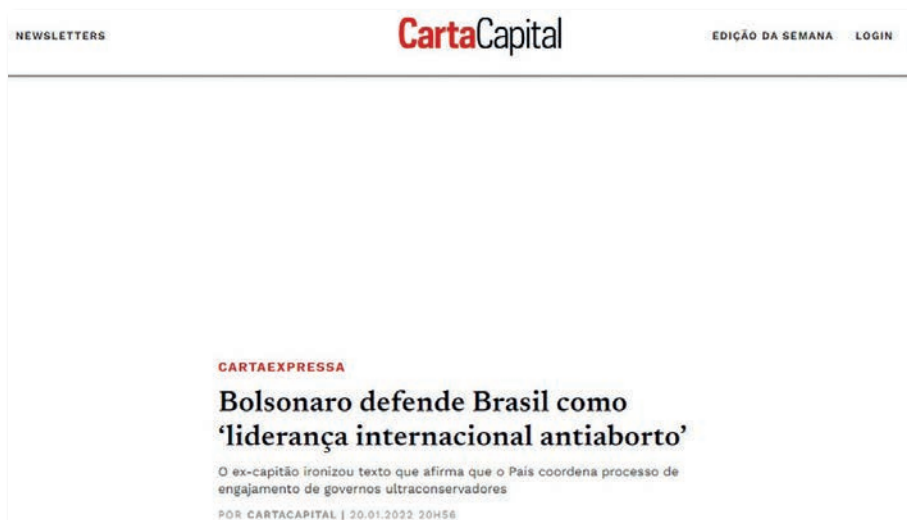 NEWSLETTERS
CartaCapital
EDIÇÃO DA SEMANA
LOGIN
CARTAEXPRESSA
Bolsonaro defende Brasil como
‘liderança internacional antiaborto’
O ex-capitão ironizou texto que afirma que o País coordena processo de
engajamento de governos ultraconservadores
POR CARTACAPITAL | 20.01.2022 20H56